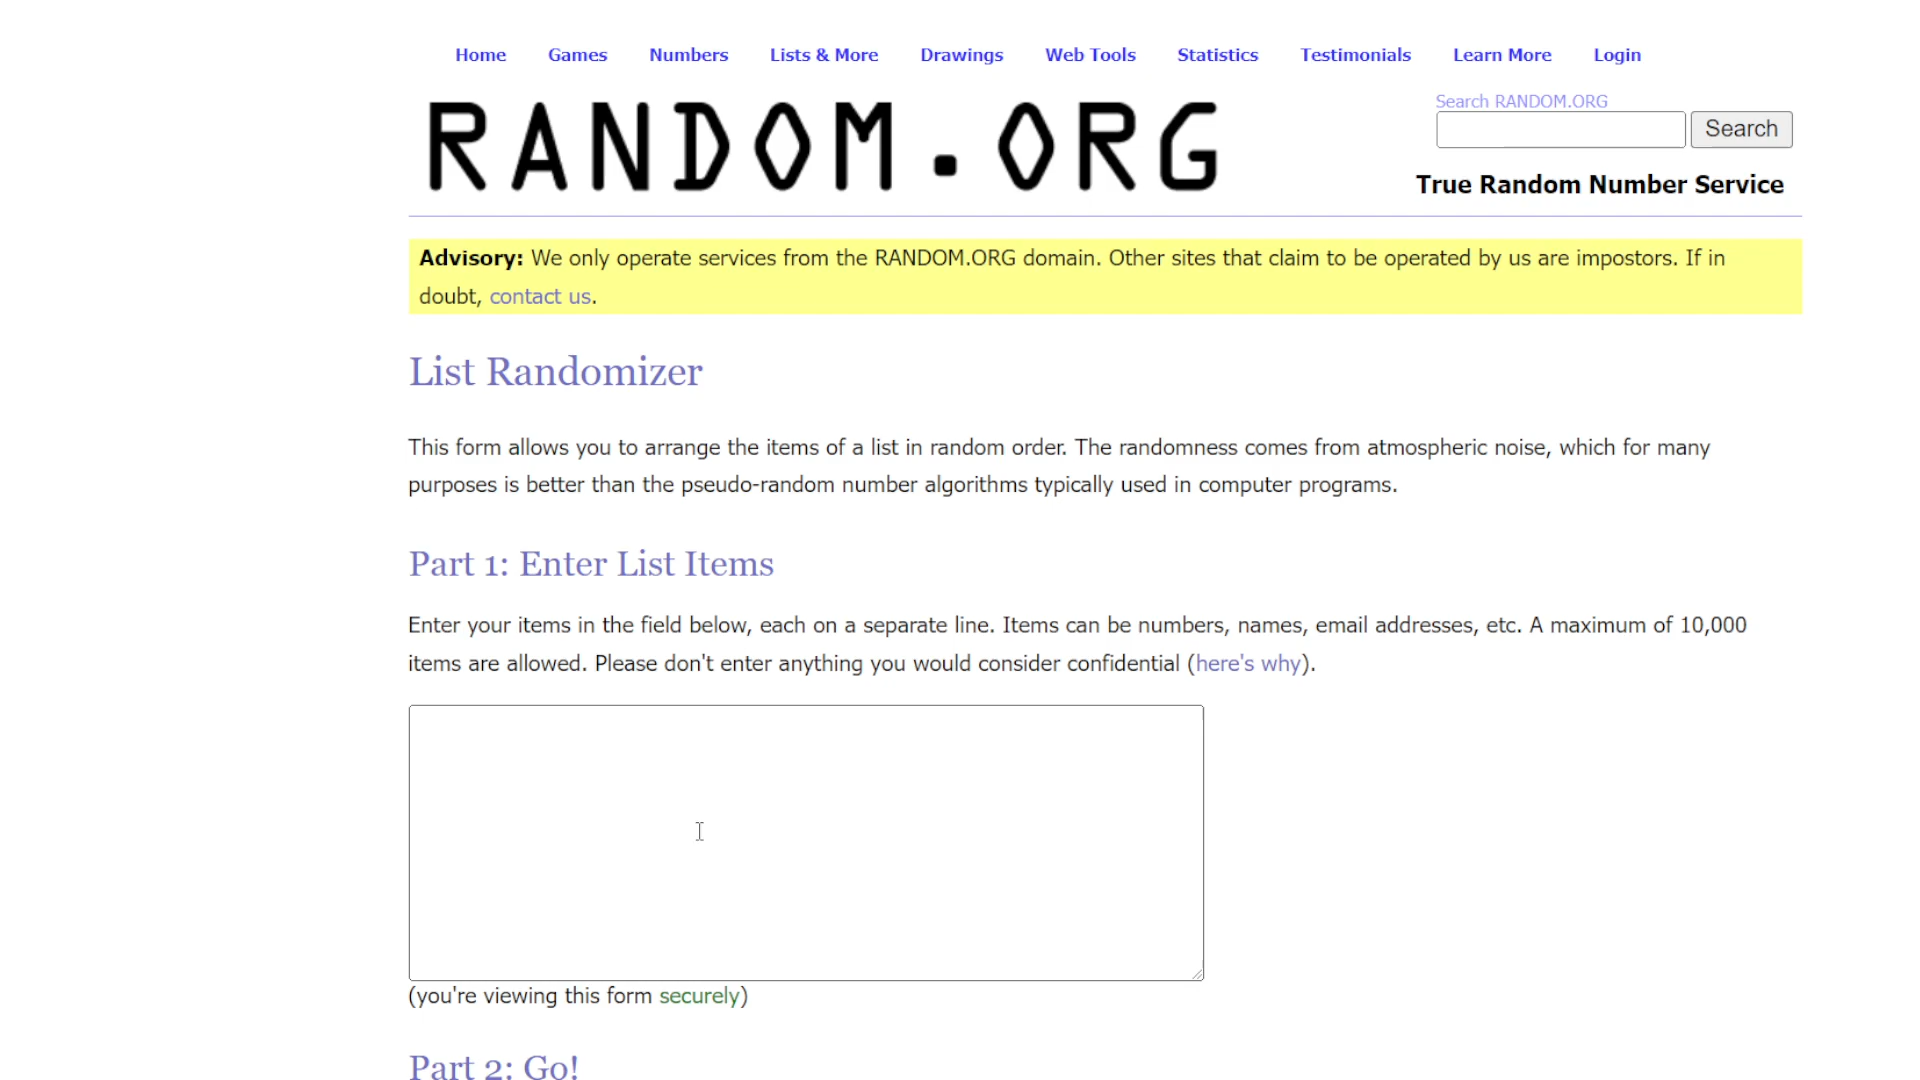 Home Games Numbers Lists & More Drawings Web Tools Statistics Testimonials Learn More Login
RANDOM.ORG
Search RANDOM.ORG
Search
True Random Number Service
Advisory: We only operate services from the RANDOM.ORG domain. Other sites that claim to be operated by us are impostors. If in
doubt, contact us.
List Randomizer
This form allows you to arrange the items of a list in random order. The randomness comes from atmospheric noise, which for many
purposes is better than the pseudo-random number algorithms typically used in computer programs.
Part 1: Enter List Items
Enter your items in the field below, each on a separate line. Items can be numbers, names, email addresses, etc. A maximum of 10,000
items are allowed. Please don't enter anything you would consider confidential (here's why).
(you're viewing this form securely)
Part 2: Go!